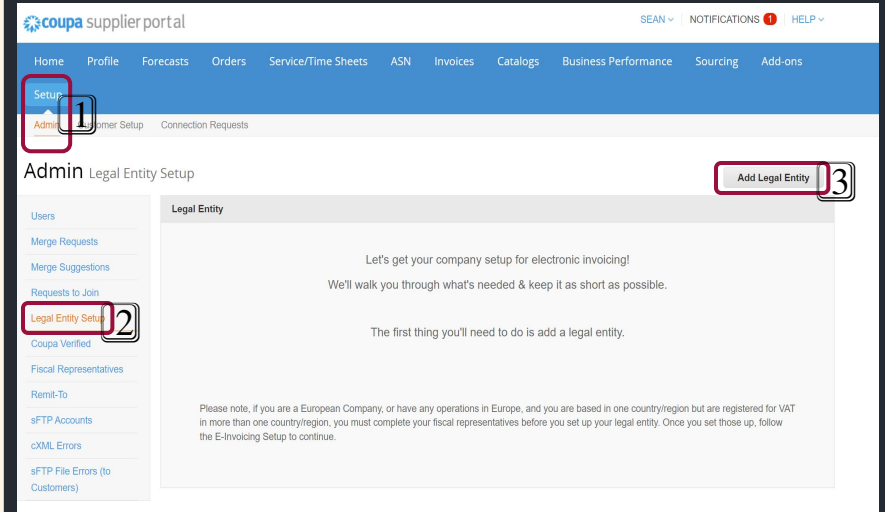 coupa supplier portal
SEAN NOTIFICATIONS 1 HELP
Home Profile Forecasts Orders Service/Time Sheets ASN Invoices Catalogs Business Performance Sourcing Add-ons
Setup
1
Admin Customer Setup Connection Requests
Admin Legal Entity Setup
Add Legal Entity 3
Users
Merge Requests
Merge Suggestions
Requests to Join
Legal Entity Setup 2
Coupa Verified
Fiscal Representatives
Remit-To
sFTP Accounts
cXML Errors
sFTP File Errors (to
Customers)
Legal Entity
Let's get your company setup for electronic invoicing!
We'll walk you through what's needed & keep it as short as possible.
The first thing you'll need to do is add a legal entity.
Please note, if you are a European Company, or have any operations in Europe, and you are based in one country/region but are registered for VAT
in more than one country/region, you must complete your fiscal representatives before you set up your legal entity. Once you set those up, follow
the E-Invoicing Setup to continue.